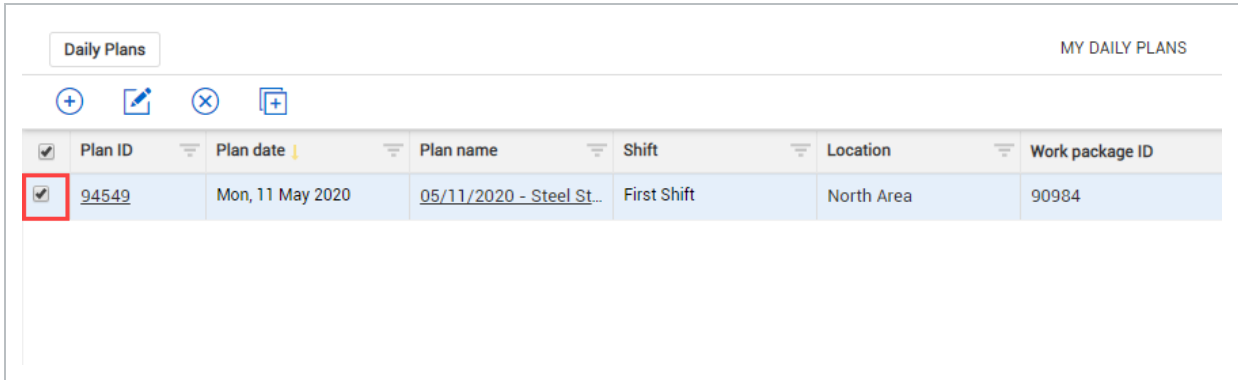 Daily Plans MY DAILY PLANS
Plan ID Plan date Plan name Shift Location Work package ID
94549 Mon, 11 May 2020 05/11/2020 - Steel St... First Shift North Area 90984